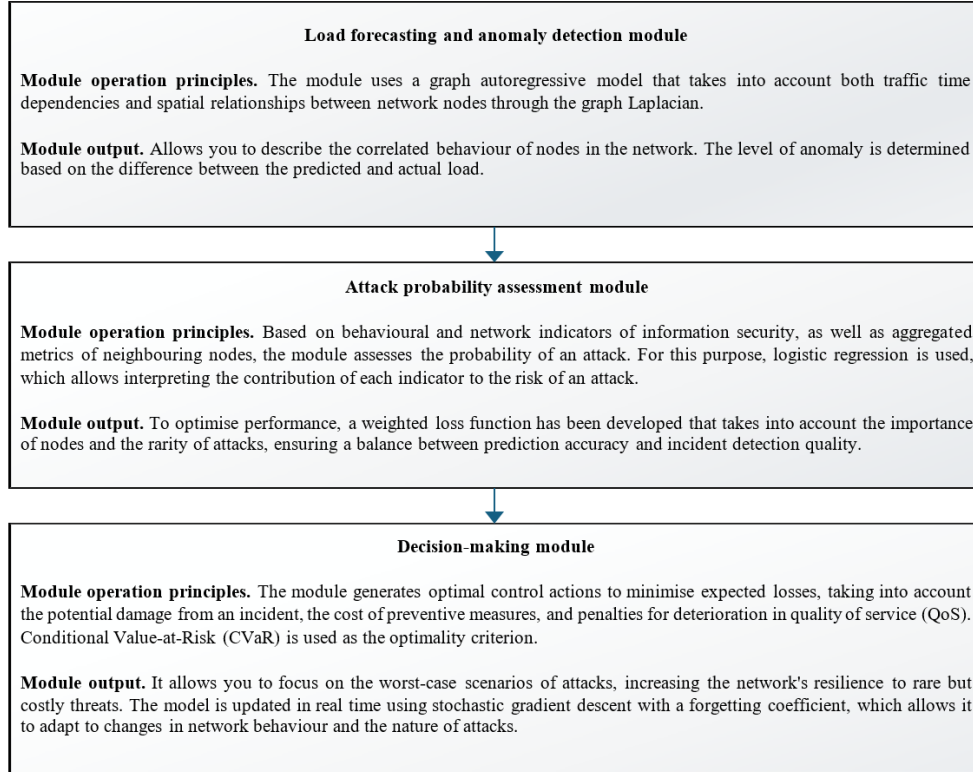 Load forecasting and anomaly detection module
Module operation principles. The module uses a graph autoregressive model that takes into account both traffic time
dependencies and spatial relationships between network nodes through the graph Laplacian.
Module output. Allows you to describe the correlated behaviour of nodes in the network. The level of anomaly is determined
based on the difference between the predicted and actual load.
Attack probability assessment module
Module operation principles. Based on behavioural and network indicators of information security, as well as aggregated
metrics of neighbouring nodes, the module assesses the probability of an attack. For this purpose, logistic regression is used,
which allows interpreting the contribution of each indicator to the risk of an attack.
Module output. To optimise performance, a weighted loss function has been developed that takes into account the importance
of nodes and the rarity of attacks, ensuring a balance between prediction accuracy and incident detection quality.
Decision-making module
Module operation principles. The module generates optimal control actions to minimise expected losses, taking into account
the potential damage from an incident, the cost of preventive measures, and penalties for deterioration in quality of service (QoS).
Conditional Value-at-Risk (CVaR) is used as the optimality criterion.
Module output. It allows you to focus on the worst-case scenarios of attacks, increasing the network's resilience to rare but
costly threats. The model is updated in real time using stochastic gradient descent with a forgetting coefficient, which allows it
to adapt to changes in network behaviour and the nature of attacks.